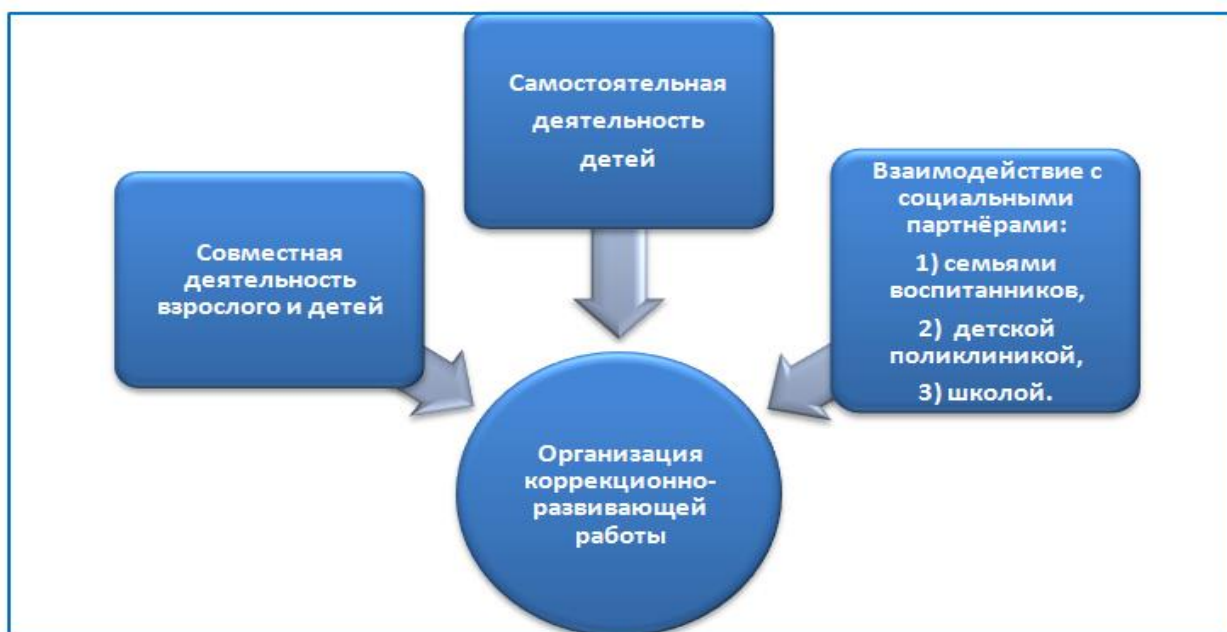 Самостоятельная
деятельность
детей
Совместная
деятельность
взрослого и детей
Взаимодействие с
социальными
партнёрами:
1) семьями
воспитанников,
2) детской
поликлиникой,
3) школой.
Организация
коррекционно-
развивающей
работы